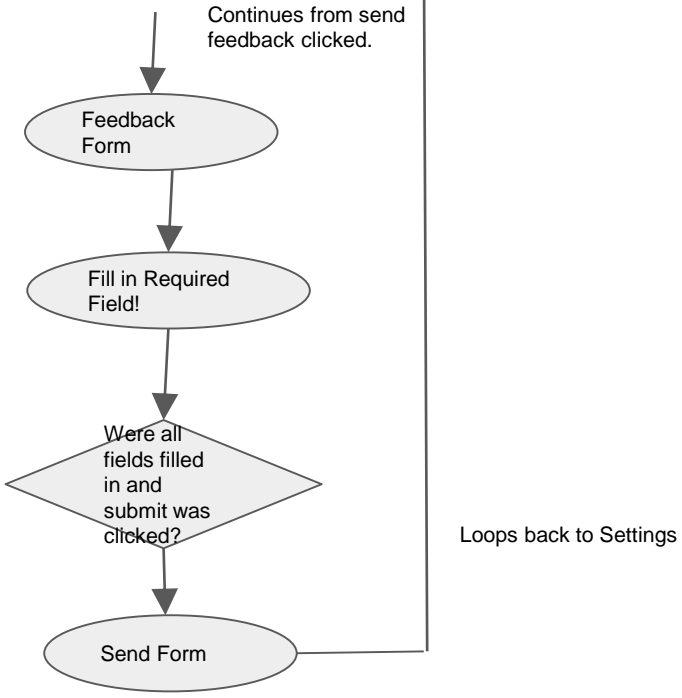 Continues from send
feedback clicked.
Feedback
Form
Fill in Required
Field!
Were all
fields filled
in and
submit was
clicked?
Loops back to Settings
Send Form